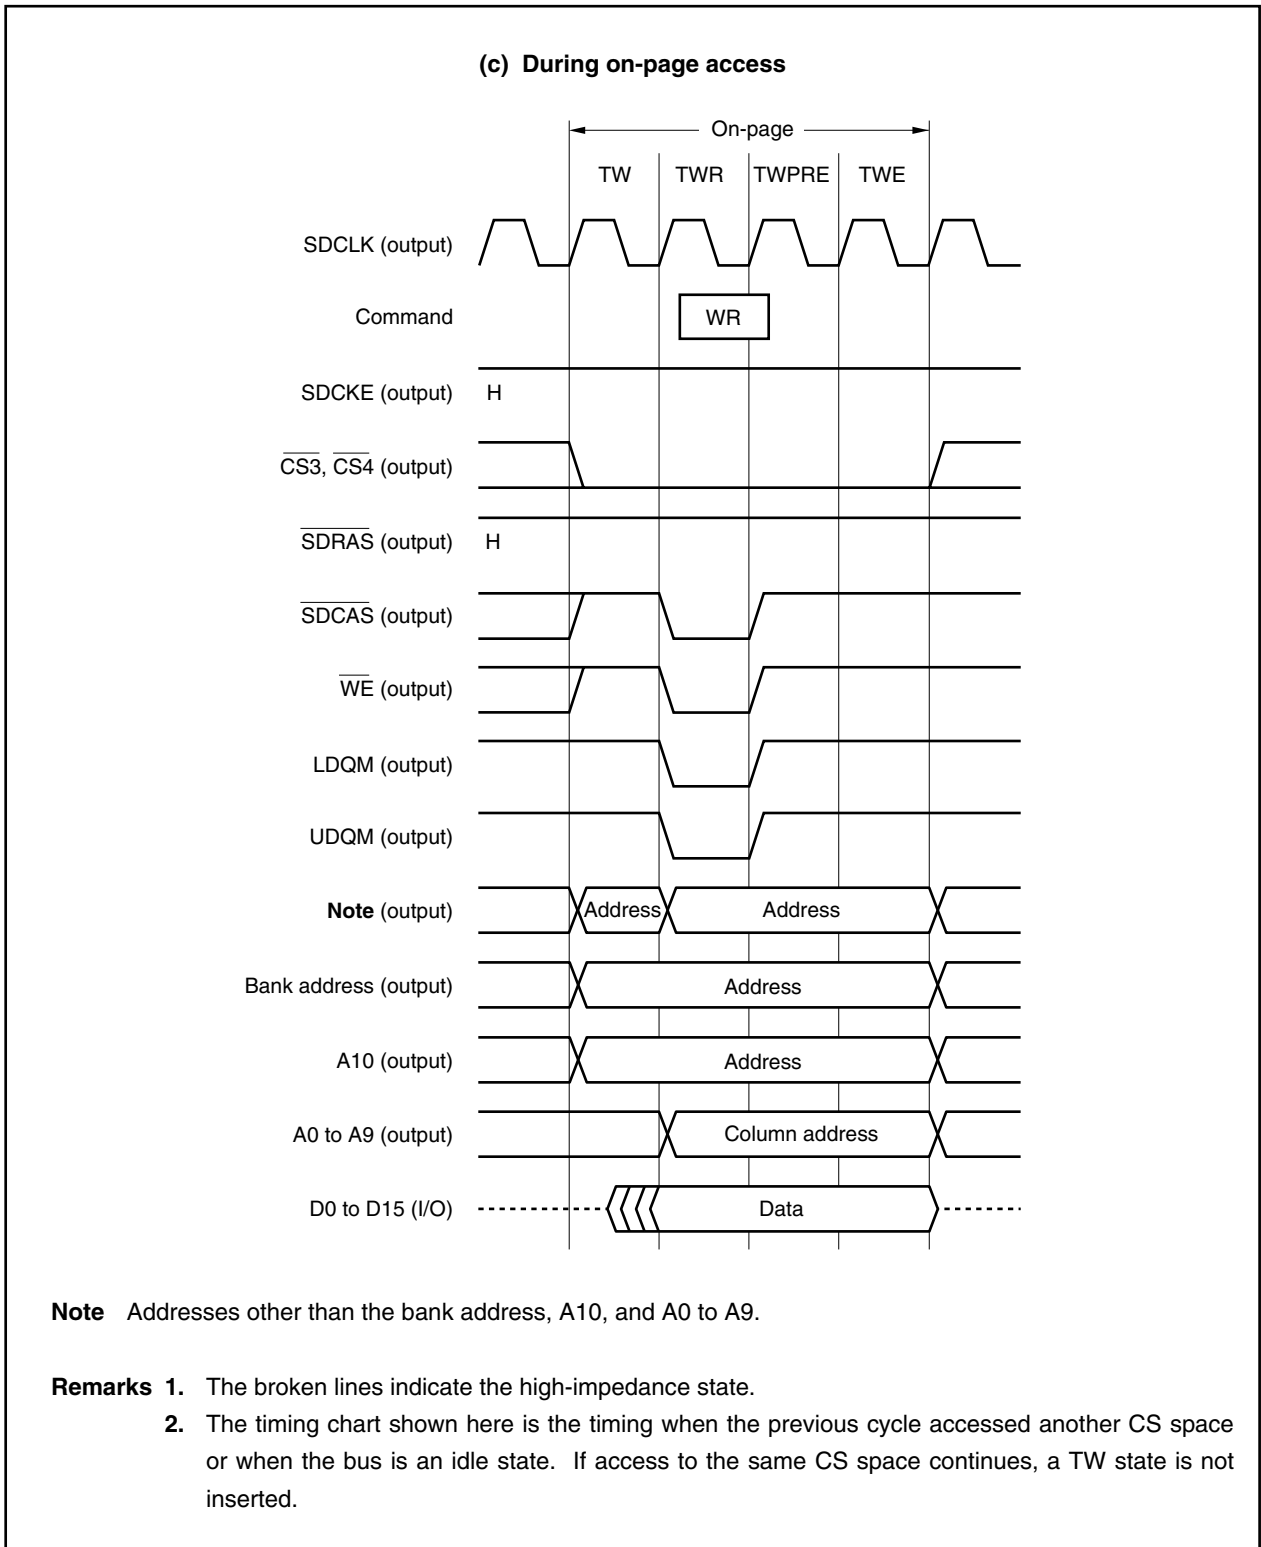 (c) During on-page access
On-page
TW TWR TWPRE TWE
SDCLK (output)
Command WR
SDCKE (output) H
CS3, CS4 (output)
SDRAS (output) H
SDCAS (output)
WE (output)
LDQM (output)
UDQM (output)
Note (output) Address Address
Bank address (output) Address
A10 (output) Address
A0 to A9 (output) Column address
D0 to D15 (I/O) Data
Note Addresses other than the bank address, A10, and A0 to A9.
Remarks 1. The broken lines indicate the high-impedance state.
2. The timing chart shown here is the timing when the previous cycle accessed another CS space
or when the bus is an idle state. If access to the same CS space continues, a TW state is not
inserted.